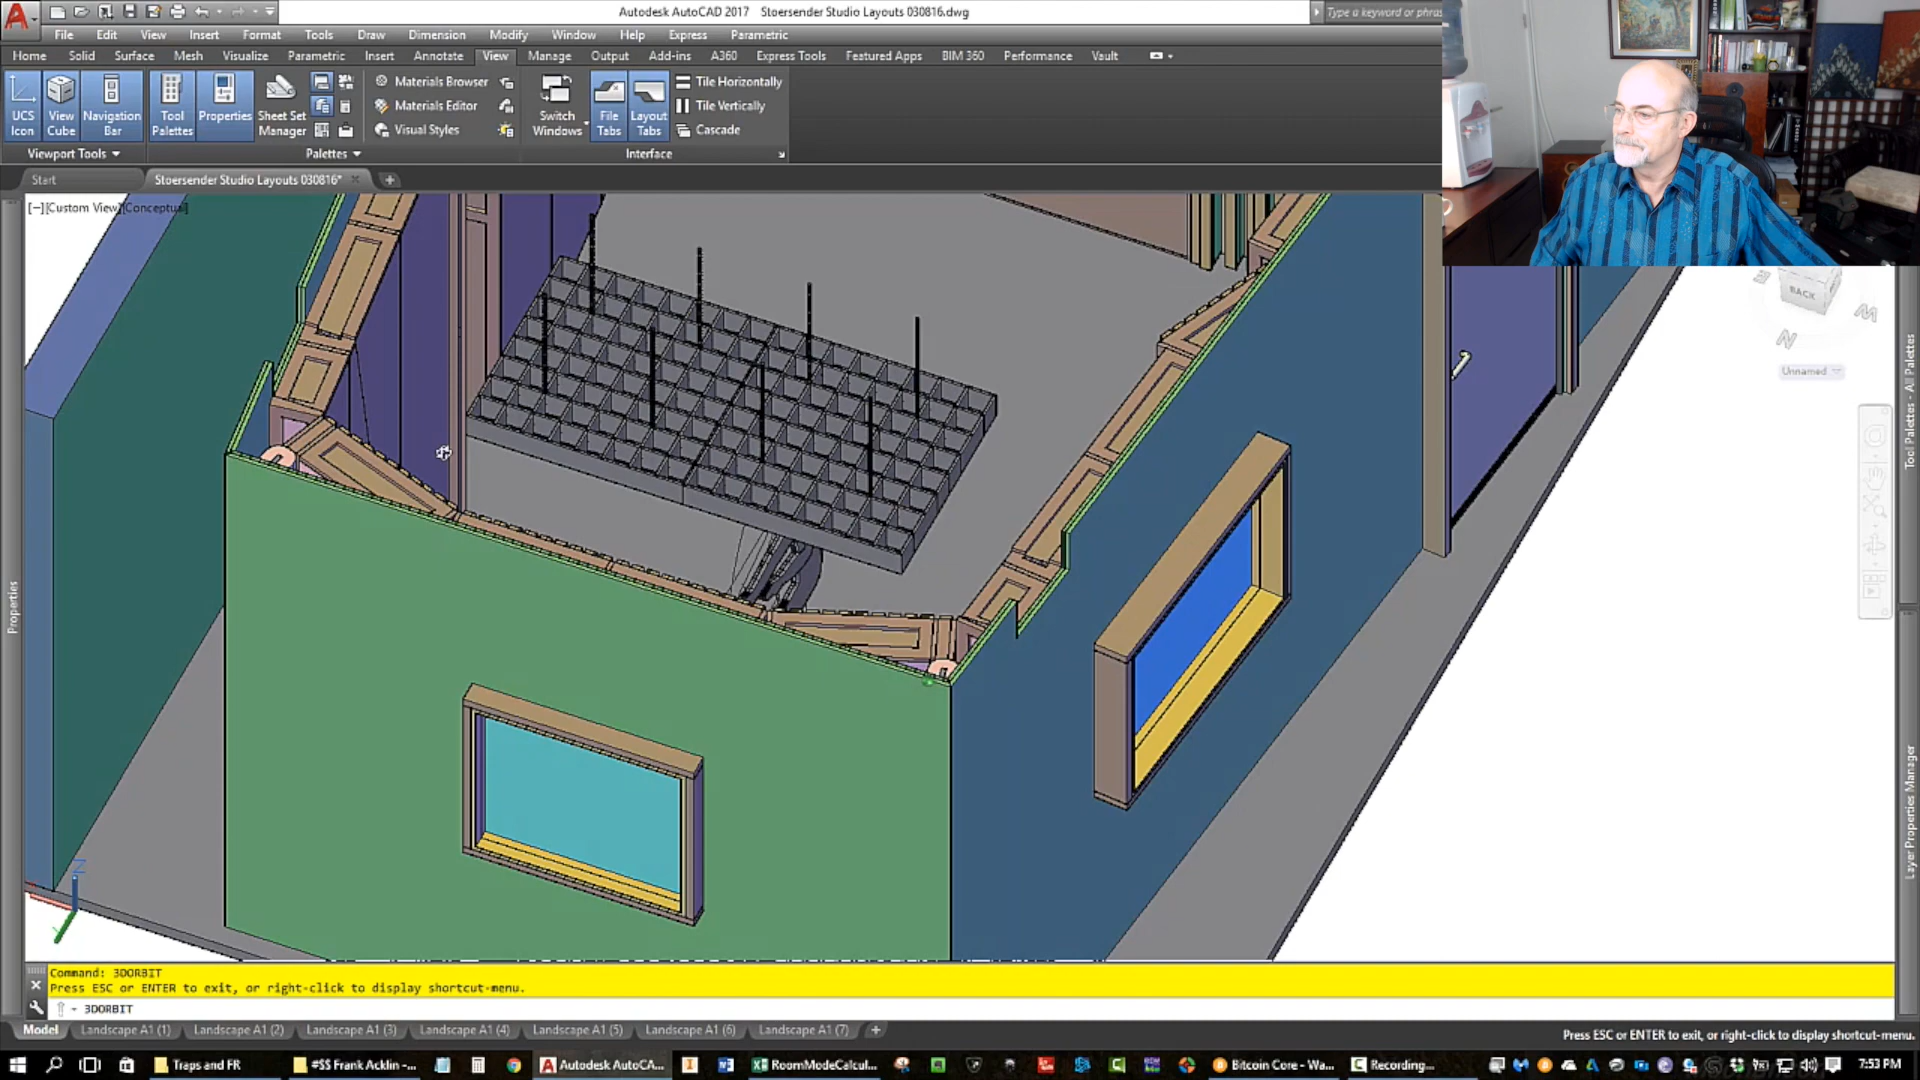 Autodesk AutoCAD 2017 Stoersender Studio Layouts 030816.dwg
Type a keyword or phra
File Edit View Insert Format Tools Draw Dimension Modify Window Help Express Parametric
Home Solid Surface Mesh Visualize Parametric Insert Annotate View Manage Output Add-ins A360 Express Tools Featured Apps BIM 360 Performance Vault
UCS Icon
View Cube
Navigation Bar
Tool Palettes
Properties
Sheet Set Manager
Materials Browser
Materials Editor
Visual Styles
Switch Windows
File Tabs
Layout Tabs
Tile Horizontally
Tile Vertically
Cascade
Viewport Tools Palettes Interface
Start Stoersender Studio Layouts 030816*
[−][Custom View][Conceptual]
BACK
M
N
Unnamed
Tool Palettes - All Palettes
Properties
Layer Properties Manager
Z
Command: 3DORBIT
Press ESC or ENTER to exit, or right-click to display shortcut-menu.
3DORBIT
Model Landscape A1 (1) Landscape A1 (2) Landscape A1 (3) Landscape A1 (4) Landscape A1 (5) Landscape A1 (6) Landscape A1 (7)
Press ESC or ENTER to exit, or right-click to display shortcut-menu.
Traps and FR #$$ Frank Acklin -... Autodesk AutoCA... RoomModeCalcul... Bitcoin Core - Wa... Recording... 7:53 PM